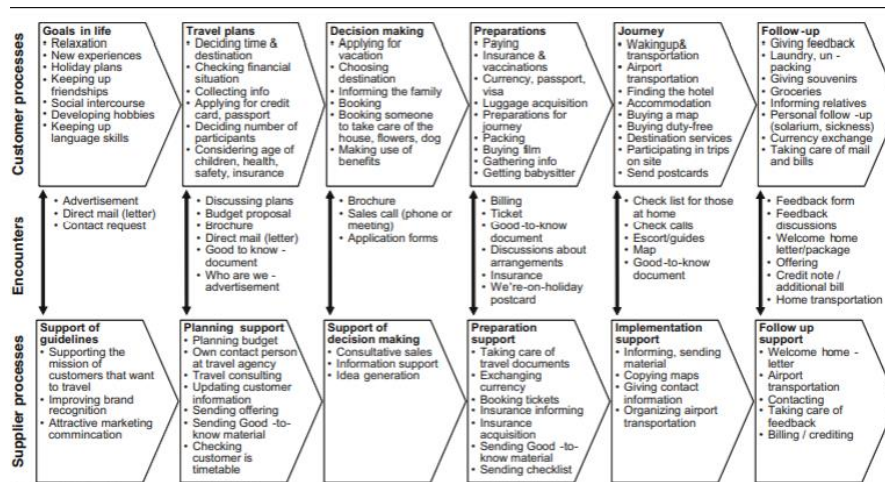 Customer processes
Goals in life
• Relaxation
• New experiences
• Holiday plans
• Keeping up
friendships
• Social intercourse
• Developing hobbies
• Keeping up
language skills
Travel plans
• Deciding time &
destination
• Checking financial
situation
• Collecting info
• Applying for credit
card, passport
• Deciding number of
participants
• Considering age of
children, health,
safety, insurance
Decision making
• Applying for
vacation
• Choosing
destination
• Informing the family
• Booking
• Booking someone
to take care of the
house, flowers, dog
• Making use of
benefits
Preparations
• Paying
• Insurance &
vaccinations
• Currency, passport,
visa
• Luggage acquisition
• Preparations for
journey
• Packing
• Buying film
• Gathering info
• Getting babysitter
Journey
• Wakingup&
transportation
• Airport
transportation
• Finding the hotel
• Accommodation
• Buying a map
• Buying duty-free
• Destination services
• Participating in trips
on site
• Send postcards
Follow -up
• Giving feedback
• Laundry, un -
packing
• Giving souvenirs
• Groceries
• Informing relatives
• Personal follow -up
(solarium, sickness)
• Currency exchange
• Taking care of mail
and bills
Encounters
• Advertisement
• Direct mail (letter)
• Contact request
• Discussing plans
• Budget proposal
• Brochure
• Direct mail (letter)
• Good to know -
document
• Who are we -
advertisement
• Brochure
• Sales call (phone or
meeting)
• Application forms
• Billing
• Ticket
• Good-to-know
document
• Discussions about
arrangements
• Insurance
• We're-on-holiday
postcard
• Check list for those
at home
• Check calls
• Escort/guides
• Map
• Good-to-know
document
• Feedback form
• Feedback
discussions
• Welcome home
letter/package
• Offering
• Credit note /
additional bill
• Home transportation
Supplier processes
Support of
guidelines
• Supporting the
mission of
customers that want
to travel
• Improving brand
recognition
• Attractive marketing
commincation
Planning support
• Planning budget
• Own contact person
at travel agency
• Travel consulting
• Updating customer
information
• Sending offering
• Sending Good -to-
know material
• Checking
customer is
timetable
Support of
decision making
• Consultative sales
• Information support
• Idea generation
Preparation
support
• Taking care of
travel documents
• Exchanging
currency
• Booking tickets
• Insurance informing
• Insurance
acquisition
• Sending Good -to-
know material
• Sending checklist
Implementation
support
• Informing, sending
material
• Copying maps
• Giving contact
information
• Organizing airport
transportation
Follow up
support
• Welcome home -
letter
• Airport
transportation
• Contacting
• Taking care of
feedback
• Billing / crediting